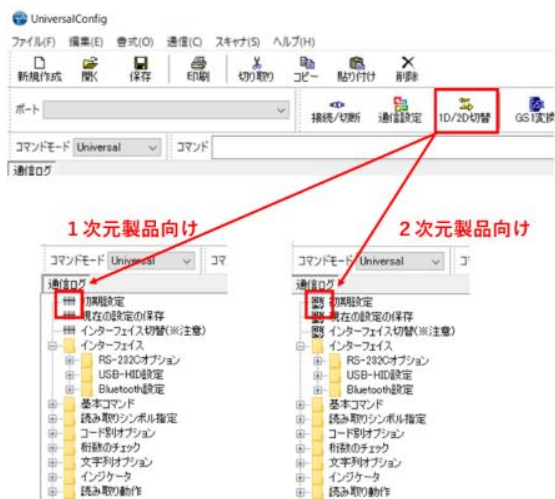 UniversalConfig
ファイル(F) 編集(E) 書式(O) 通信(C) スキャナ(S) ヘルプ(H)
新規作成 開く 保存 印刷 切り取り コピー 貼り付け 削除
ポート 接続/切断 通信設定 1D/2D切替 GS1変換
コマンドモード Universal コマンド
通信ログ
1次元製品向け 2次元製品向け
コマンドモード Universal コマンドモード Universal
通信ログ 通信ログ
初期設定 初期設定
現在の設定の保存 現在の設定の保存
インターフェイス切替(※注意) インターフェイス切替(※注意)
インターフェイス インターフェイス
RS-232Cオプション RS-232Cオプション
USB-HID設定 USB-HID設定
Bluetooth設定 Bluetooth設定
基本コマンド 基本コマンド
読み取りシンボル指定 読み取りシンボル指定
コード別オプション コード別オプション
桁数のチェック 桁数のチェック
文字列オプション 文字列オプション
インジケータ インジケータ
読み取り動作 読み取り動作